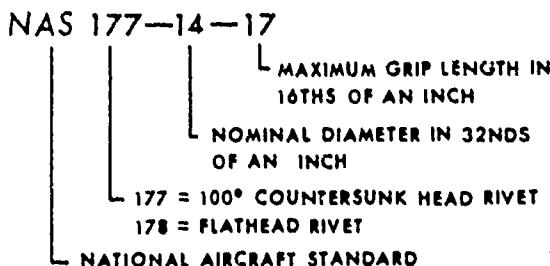 NAS 177—14—17
MAXIMUM GRIP LENGTH IN
16THS OF AN INCH
NOMINAL DIAMETER IN 32NDS
OF AN INCH
177 = 100° COUNTERSUNK HEAD RIVET
178 = FLATHEAD RIVET
NATIONAL AIRCRAFT STANDARD